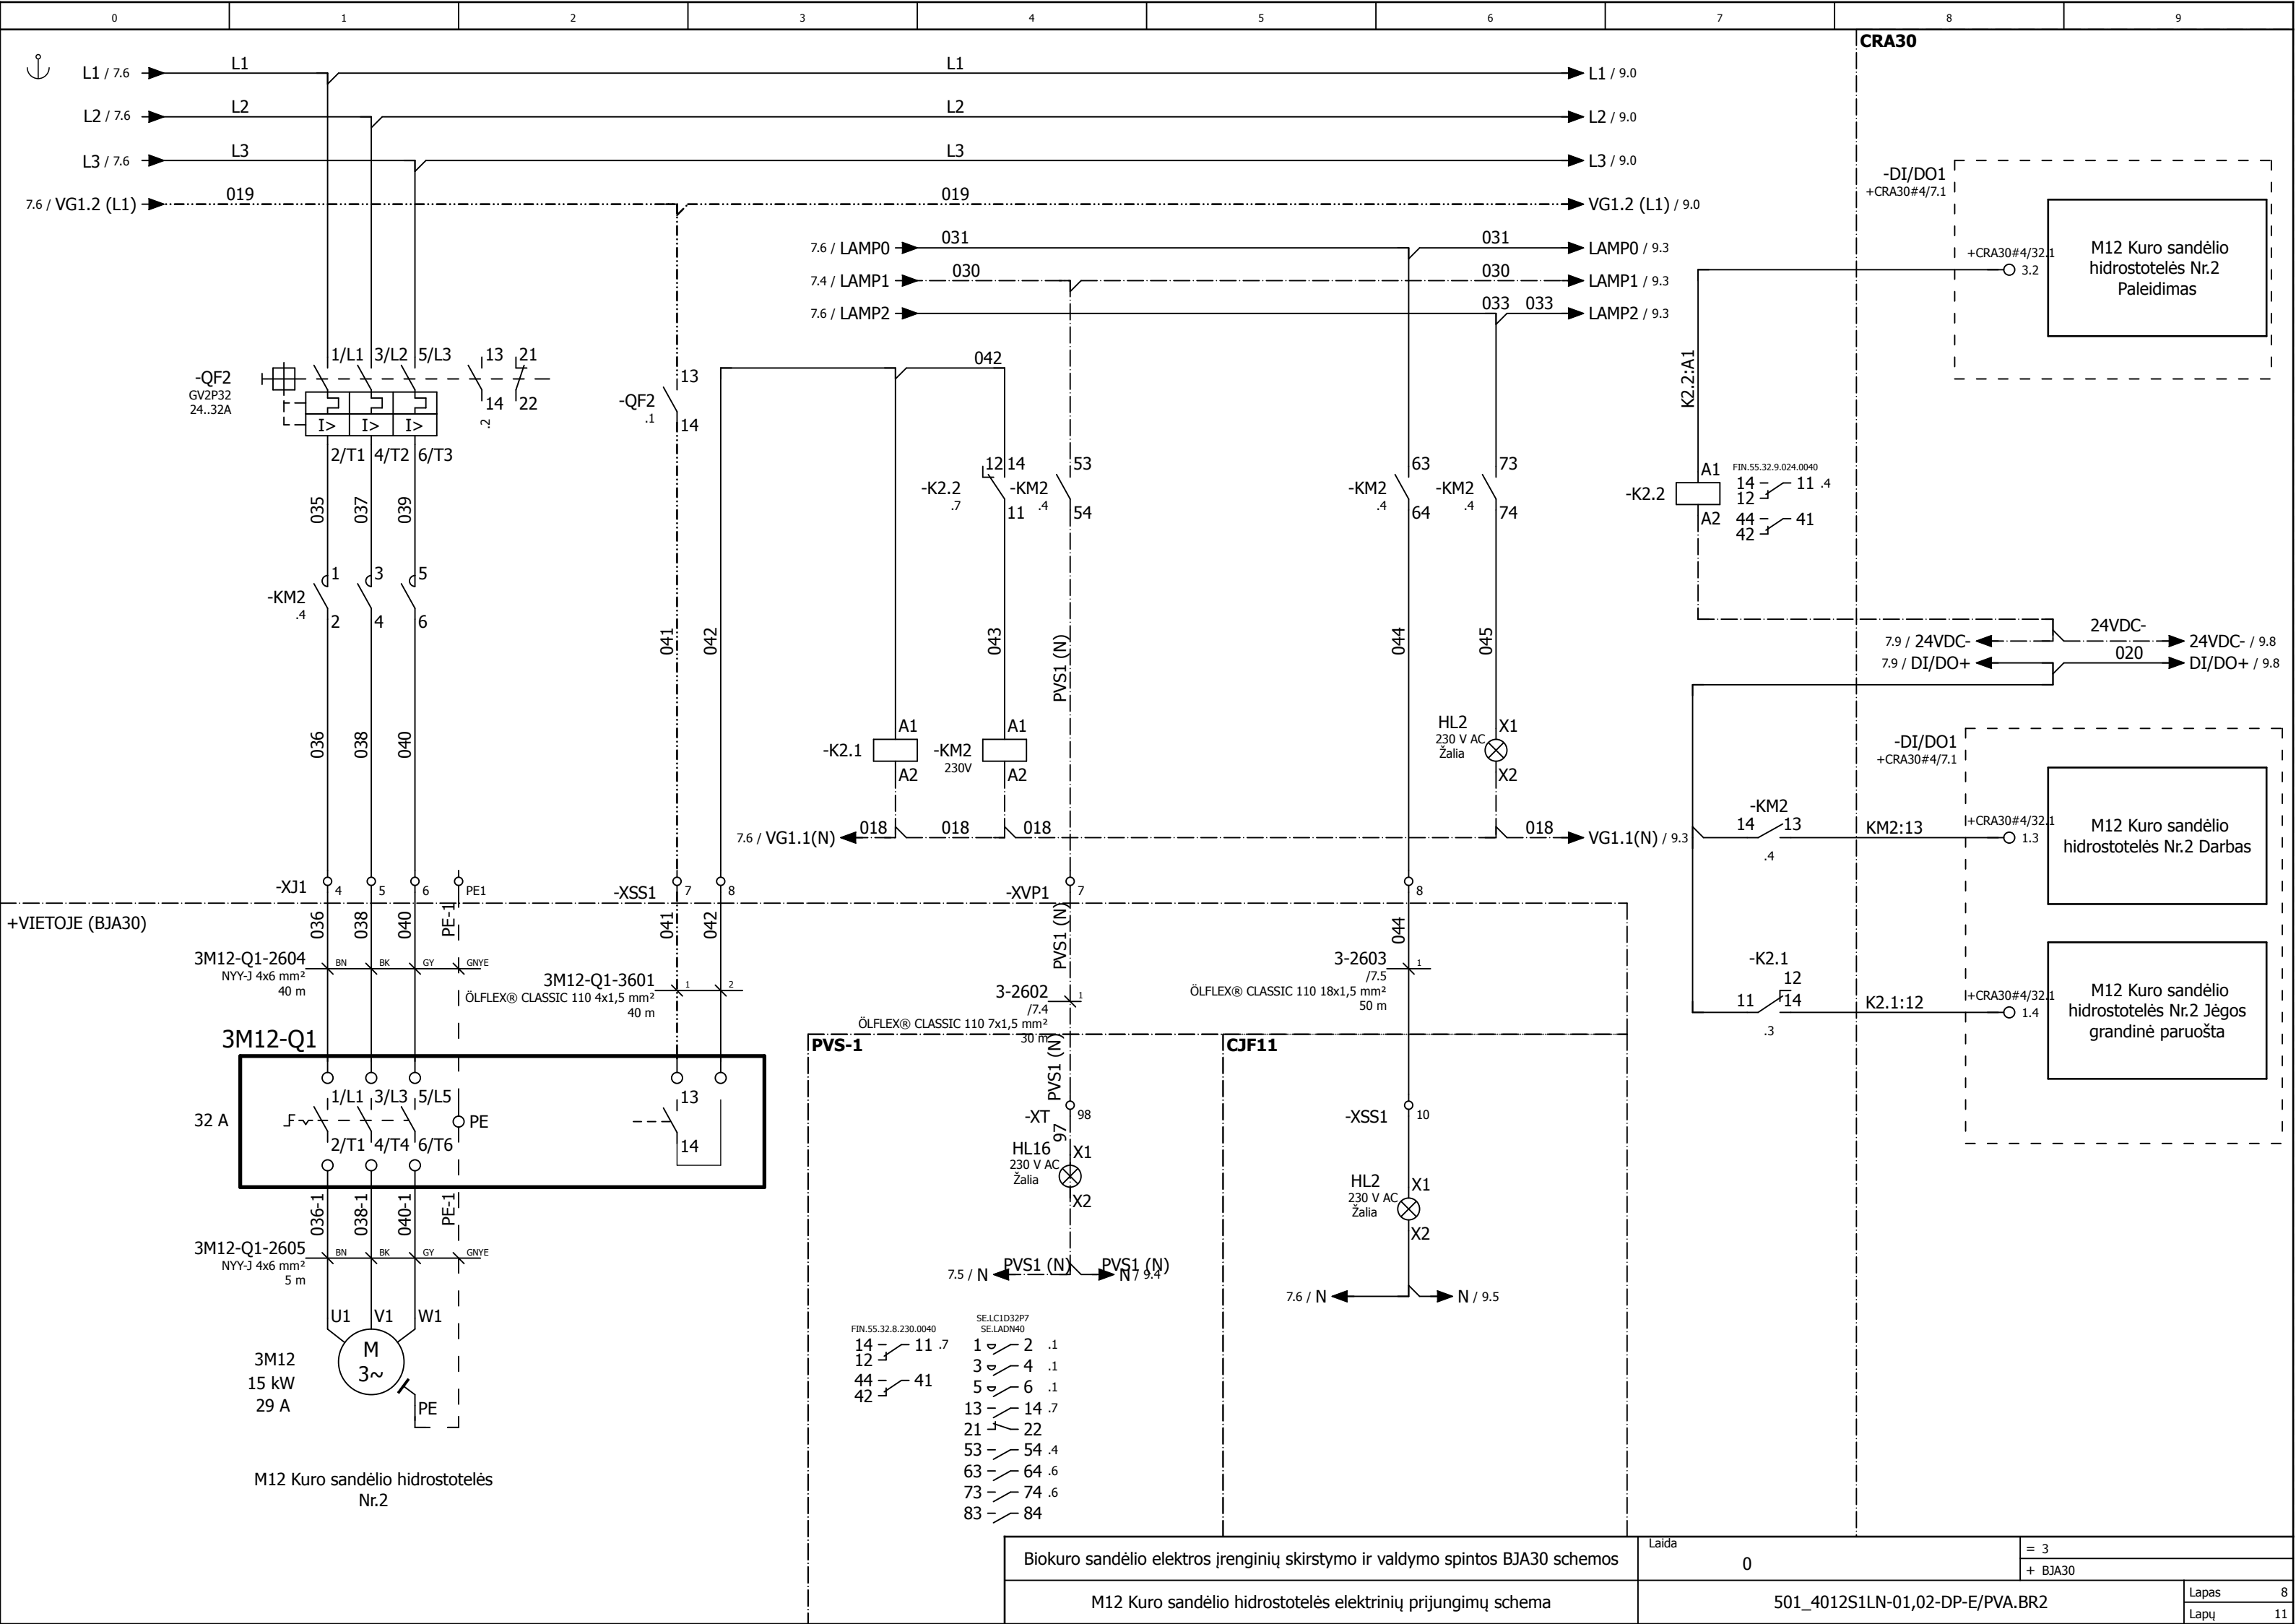 0 1 2 3 4 5 6 7 8 9
CRA30
L1 / 7.6 L1 L1 L1 / 9.0
L2 / 7.6 L2 L2 L2 / 9.0
L3 / 7.6 L3 L3 L3 / 9.0
7.6 / VG1.2 (L1) 019 019 VG1.2 (L1) / 9.0
7.6 / LAMP0 031 031 LAMP0 / 9.3
7.4 / LAMP1 030 030 LAMP1 / 9.3
7.6 / LAMP2 033 033 LAMP2 / 9.3
-DI/DO1
+CRA30#4/7.1
+CRA30#4/32.1
3.2
M12 Kuro sandėlio
hidrostotelės Nr.2
Paleidimas
K2.2:A1
-QF2
GV2P32
24..32A
1/L1 3/L2 5/L3 13 21
14 22
.2
I> I> I>
2/T1 4/T2 6/T3
-QF2
.1
13
14
042
035 037 039
-K2.2
.7
12 14
11
-KM2
.4
53
54
-KM2
.4
63
64
-KM2
.4
73
74
-K2.2
A1
A2
FIN.55.32.9.024.0040
14 11 .4
12
44 41
42
-KM2
.4
1 3 5
2 4 6
041 042 043 PVS1 (N) 044 045
24VDC-
7.9 / 24VDC- 24VDC- / 9.8
7.9 / DI/DO+ 020 DI/DO+ / 9.8
036 038 040
-K2.1
A1
A2
-KM2
230V
A1
A2
HL2
230 V AC
Žalia
X1
X2
-DI/DO1
+CRA30#4/7.1
7.6 / VG1.1(N) 018 018 018 018 VG1.1(N) / 9.3
-KM2
14 13
.4
KM2:13
+CRA30#4/32.1
1.3
M12 Kuro sandėlio
hidrostotelės Nr.2 Darbas
-XJ1 4 5 6 PE1
-XSS1 7 8
-XVP1 7 8
+VIETOJE (BJA30)
036 038 040 PE-1 041 042 PVS1 (N) 044
3M12-Q1-2604
NYY-J 4x6 mm²
40 m
BN BK GY GNYE
3M12-Q1-3601
ÖLFLEX® CLASSIC 110 4x1,5 mm²
40 m
1 2
3-2602
/7.4
ÖLFLEX® CLASSIC 110 7x1,5 mm²
30 m
1
3-2603
/7.5
ÖLFLEX® CLASSIC 110 18x1,5 mm²
50 m
1
-K2.1
12
11 14
.3
K2.1:12
+CRA30#4/32.1
1.4
M12 Kuro sandėlio
hidrostotelės Nr.2 Jėgos
grandinė paruošta
3M12-Q1
PVS-1
CJF11
PVS1 (N)
32 A
1/L1 3/L3 5/L5
2/T1 4/T4 6/T6
PE
13
14
-XT 98
97
HL16
230 V AC
Žalia
X1
X2
-XSS1 10
HL2
230 V AC
Žalia
X1
X2
036-1 038-1 040-1 PE-1
3M12-Q1-2605
NYY-J 4x6 mm²
5 m
BN BK GY GNYE
7.5 / N PVS1 (N) PVS1 (N) N / 9.4
7.6 / N N / 9.5
U1 V1 W1
M
3~
3M12
15 kW
29 A
PE
FIN.55.32.8.230.0040
14 11 .7
12
44 41
42
SE.LC1D32P7
SE.LADN40
1 2 .1
3 4 .1
5 6 .1
13 14 .7
21 22
53 54 .4
63 64 .6
73 74 .6
83 84
M12 Kuro sandėlio hidrostotelės
Nr.2
Biokuro sandėlio elektros įrenginių skirstymo ir valdymo spintos BJA30 schemos
Laida
0
= 3
+ BJA30
M12 Kuro sandėlio hidrostotelės elektrinių prijungimų schema
501_4012S1LN-01,02-DP-E/PVA.BR2
Lapas 8
Lapų 11